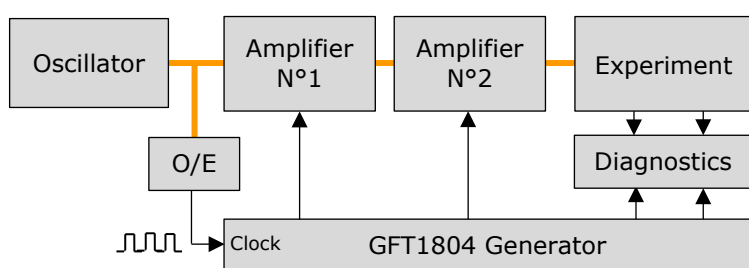 Oscillator
Amplifier
N°1
Amplifier
N°2
Experiment
O/E
Diagnostics
Clock
GFT1804 Generator